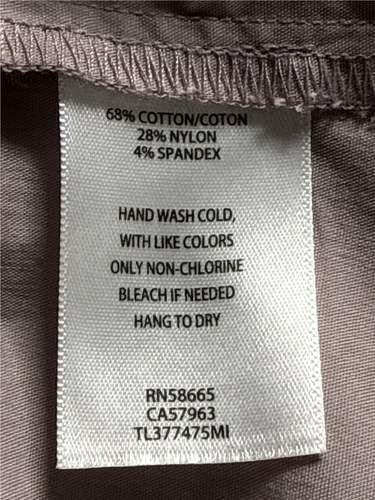 68% COTTON/COTON
28% NYLON
4% SPANDEX
HAND WASH COLD,
WITH LIKE COLORS
ONLY NON-CHLORINE
BLEACH IF NEEDED
HANG TO DRY
RN58665
CA57963
TL377475MI